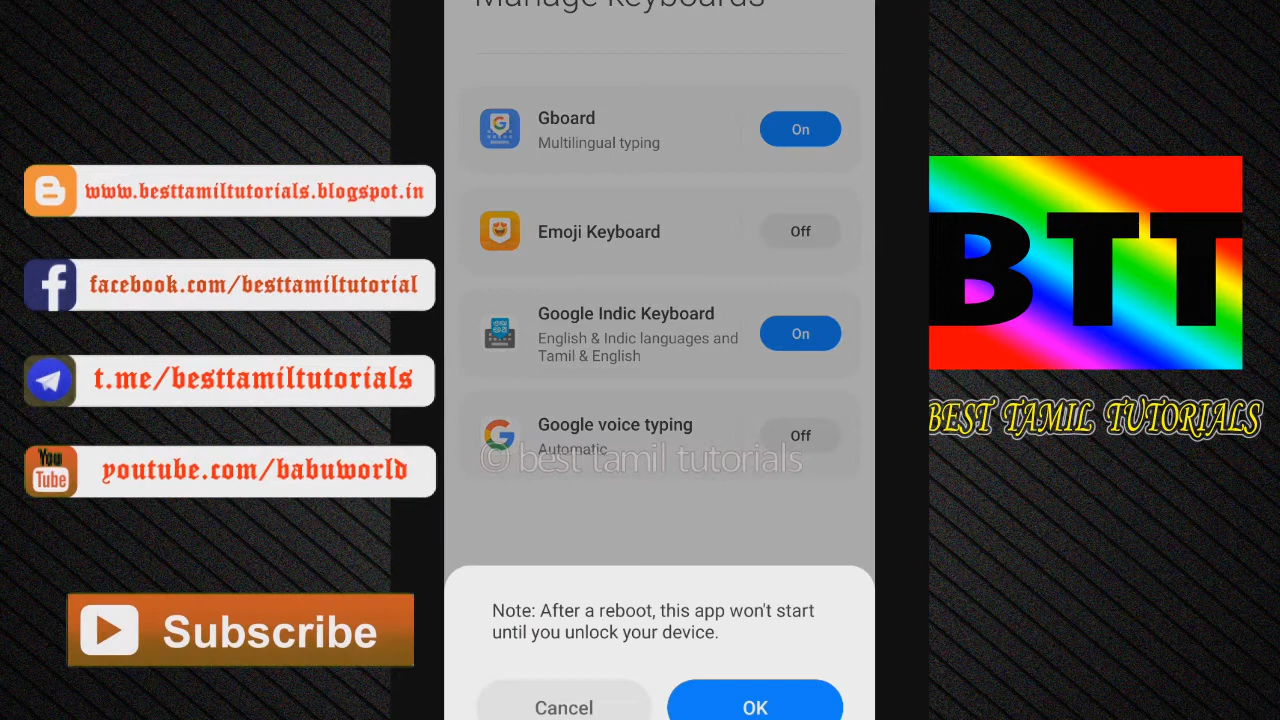 Manage keyboards
Gboard
Multilingual typing
On
Emoji Keyboard
Off
Google Indic Keyboard
English & Indic languages and
Tamil & English
On
Google voice typing
Automatic
Off
© best tamil tutorials
Note: After a reboot, this app won't start
until you unlock your device.
Cancel
OK
www.besttamiltutorials.blogspot.in
facebook.com/besttamiltutorial
t.me/besttamiltutorials
You
Tube
youtube.com/babuworld
Subscribe
BTT
BEST TAMIL TUTORIALS